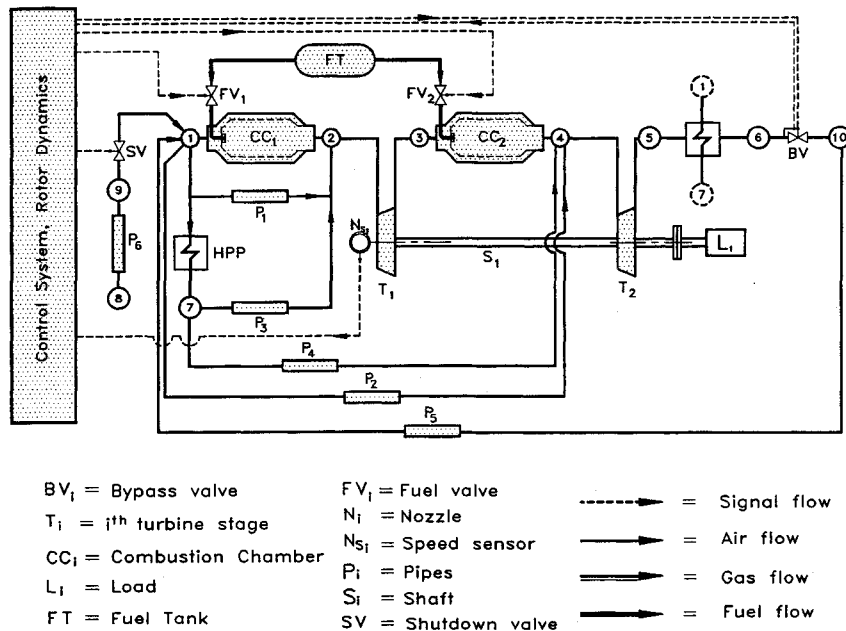 Control System, Rotor Dynamics
FT
FV₁
FV₂
CC₁
CC₂
1
2
3
4
5
1
7
6
BV
10
SV
9
P₆
8
P₁
HPP
7
P₃
Nₛ₁
T₁
S₁
T₂
L₁
P₄
P₂
P₅
BVᵢ = Bypass valve
Tᵢ = iᵗʰ turbine stage
CCᵢ = Combustion Chamber
Lᵢ = Load
FT = Fuel Tank
FVᵢ = Fuel valve
Nᵢ = Nozzle
Nₛᵢ = Speed sensor
Pᵢ = Pipes
Sᵢ = Shaft
SV = Shutdown valve
= Signal flow
= Air flow
= Gas flow
= Fuel flow